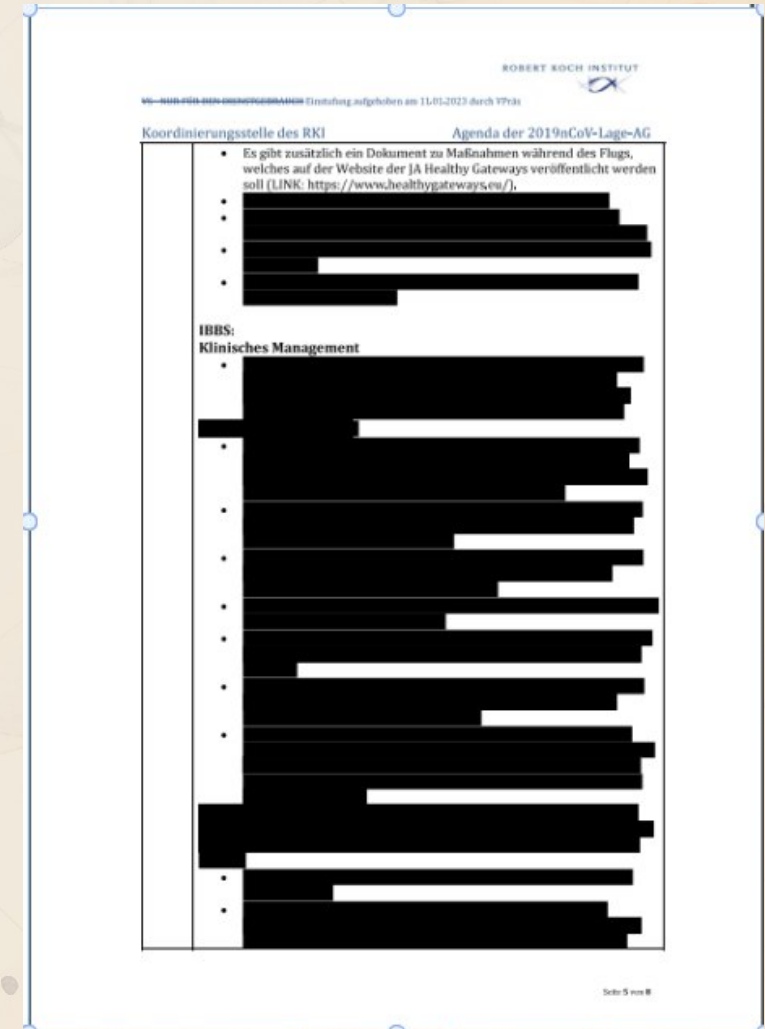 ROBERT KOCH INSTITUT
VS - NUR FÜR DEN DIENSTGEBRAUCH Einstufung aufgehoben am 11.01.2023 durch VPräs
Koordinierungsstelle des RKI Agenda der 2019nCoV-Lage-AG
• Es gibt zusätzlich ein Dokument zu Maßnahmen während des Flugs,
welches auf der Website der JA Healthy Gateways veröffentlicht werden
soll (LINK: https://www.healthygateways.eu/).
IBBS:
Klinisches Management
Seite 5 von 8